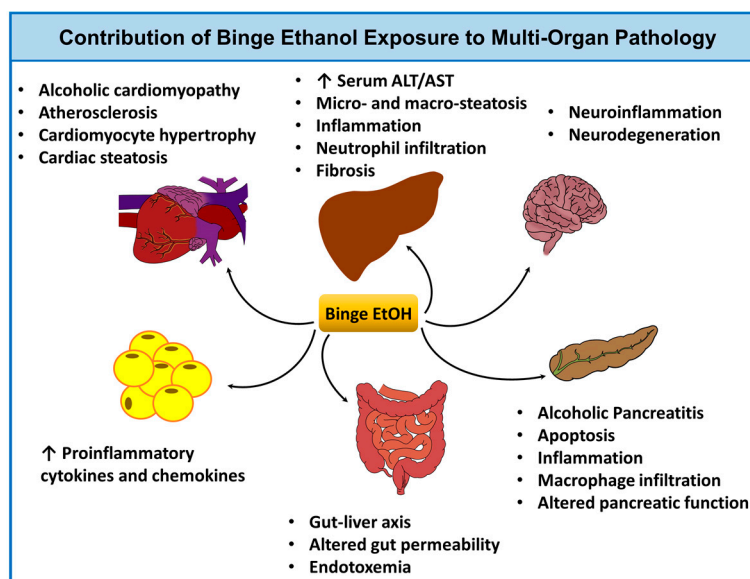 Contribution of Binge Ethanol Exposure to Multi-Organ Pathology
• Alcoholic cardiomyopathy
• Atherosclerosis
• Cardiomyocyte hypertrophy
• Cardiac steatosis
• ↑ Serum ALT/AST
• Micro- and macro-steatosis
• Inflammation
• Neutrophil infiltration
• Fibrosis
• Neuroinflammation
• Neurodegeneration
Binge EtOH
↑ Proinflammatory
cytokines and chemokines
• Gut-liver axis
• Altered gut permeability
• Endotoxemia
• Alcoholic Pancreatitis
• Apoptosis
• Inflammation
• Macrophage infiltration
• Altered pancreatic function